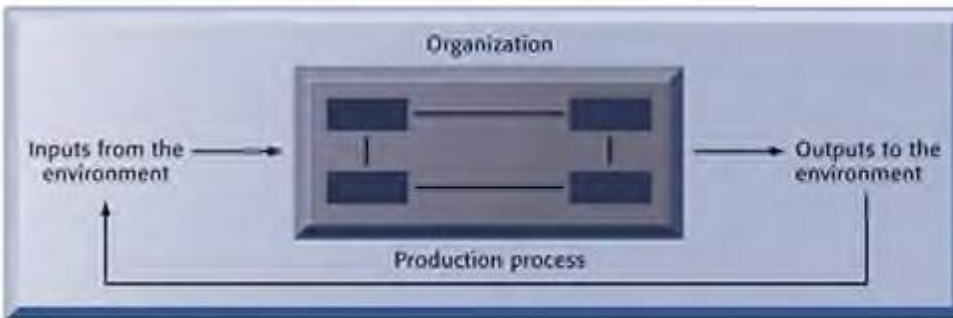 Organization
Inputs from the
environment
Outputs to the
environment
Production process